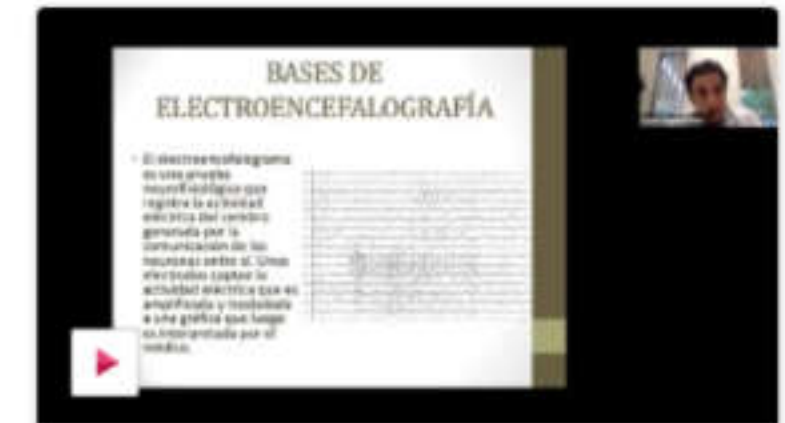 BASES DE
ELECTROENCEFALOGRAFÍA
El electroencefalograma
es una prueba
neurofisiológica que
registra la actividad
eléctrica del cerebro
generada por la
comunicación de las
neuronas entre sí. Unos
electrodos captan la
actividad eléctrica que es
amplificada y trasladada
a una gráfica que luego
es interpretada por el
médico.